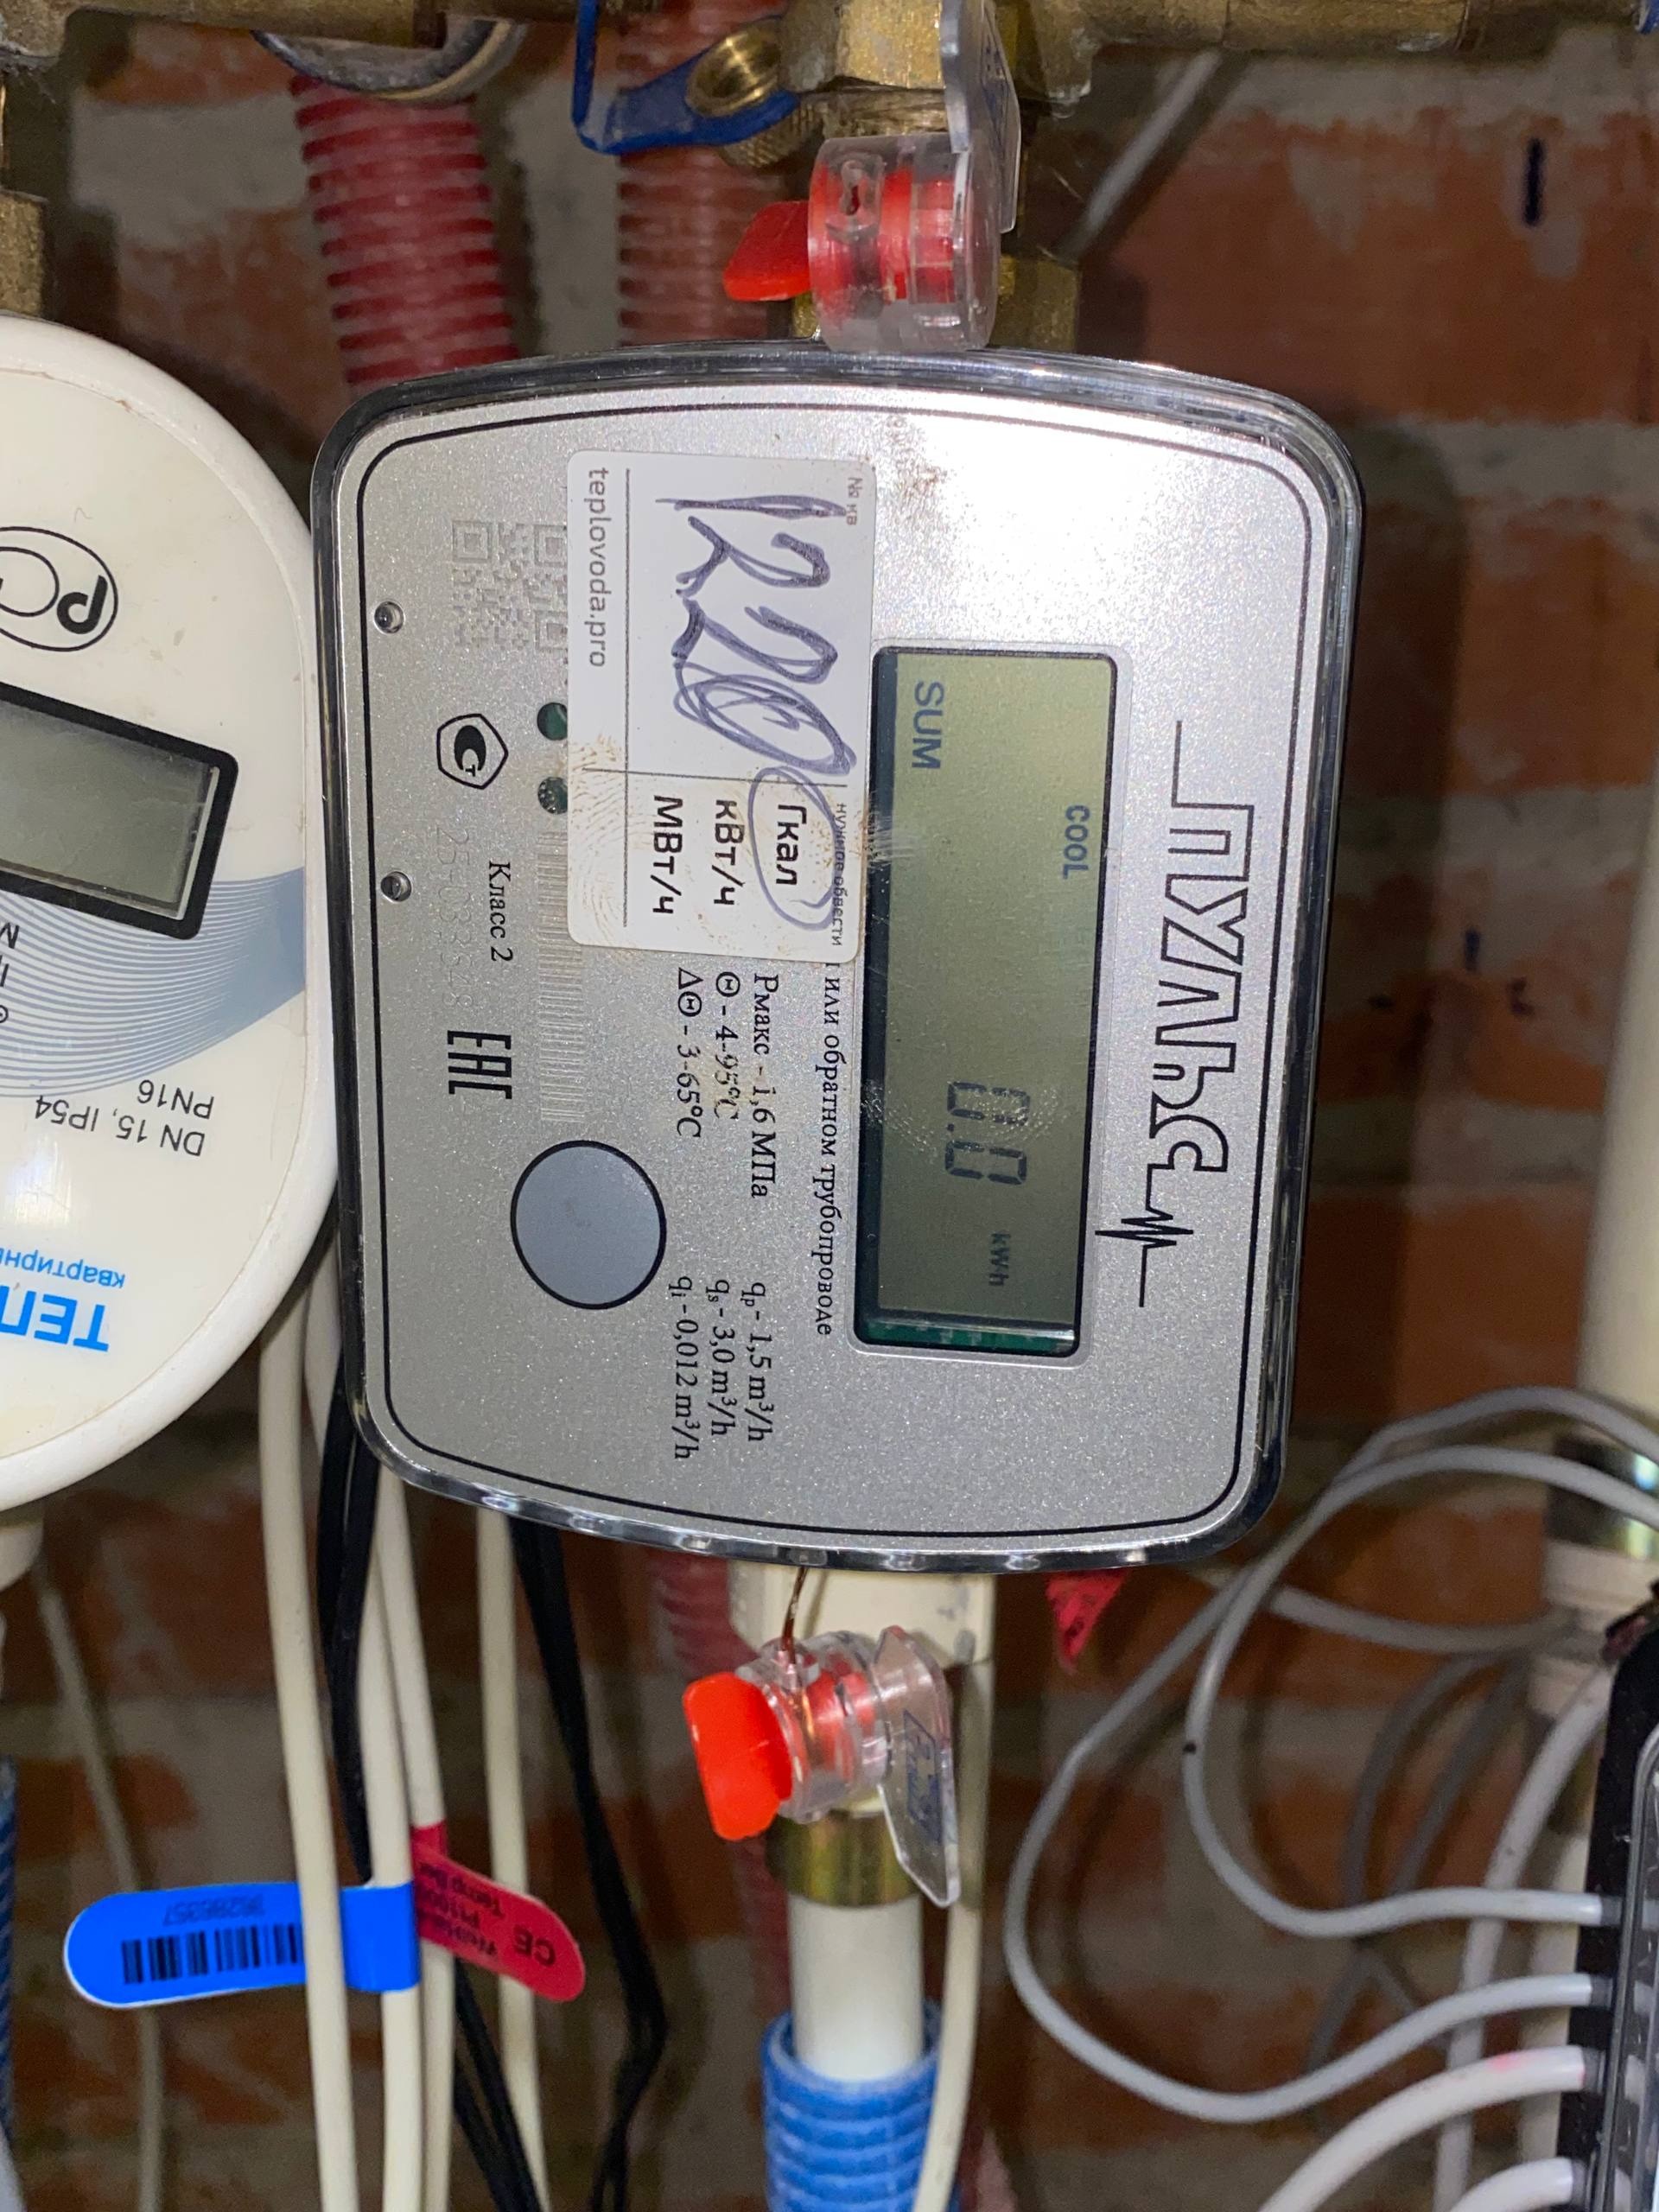 ПУЛЬС
COOL
SUM
0.0 kWh
или обратном трубопроводе
№ кв
1220
нужное обвести
Гкал
кВт/ч
МВт/ч
teplovoda.pro
Pмакс - 1,6 МПа
Θ - 4-95°C
ΔΘ - 3-65°C
qp - 1,5 m³/h
qs - 3,0 m³/h
qi - 0,012 m³/h
Класс 2
ЕАС
DN 15, IP54
PN16
ТЕП
CE